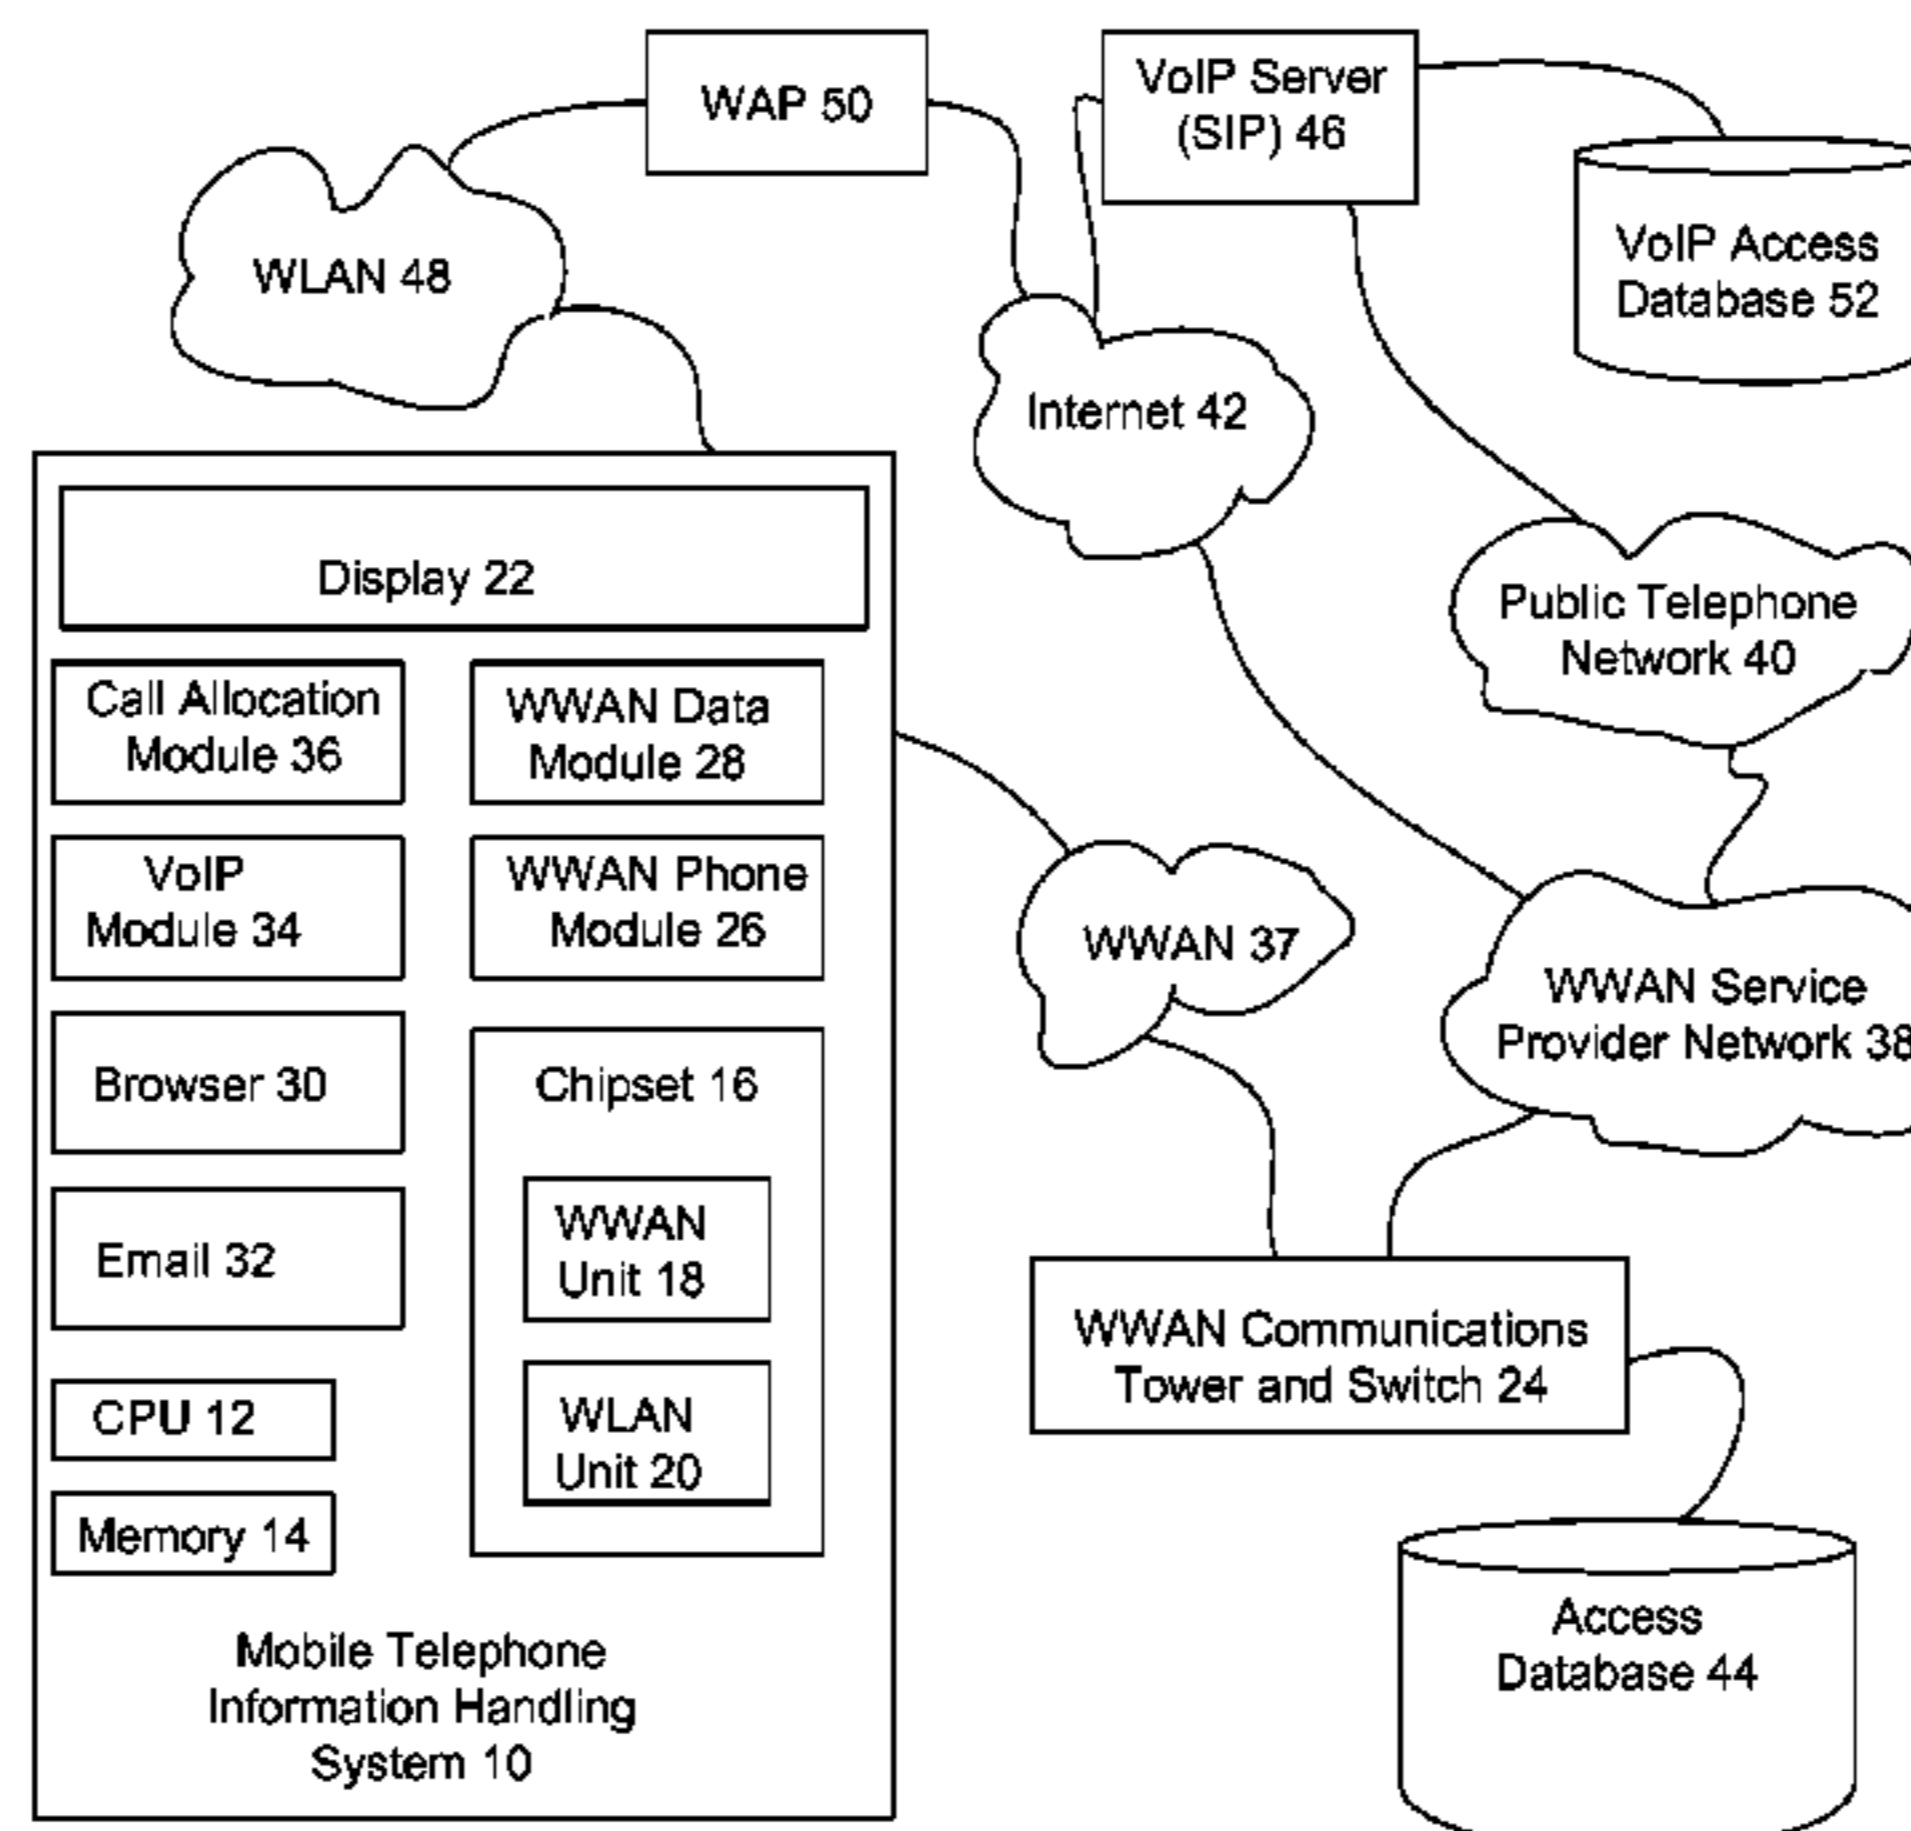 WAP 50
VoIP Server
(SIP) 46
VoIP Access
Database 52
WLAN 48
Internet 42
Public Telephone
Network 40
Display 22
Call Allocation
Module 36
WWAN Data
Module 28
VoIP
Module 34
WWAN Phone
Module 26
WWAN 37
WWAN Service
Provider Network 38
Browser 30
Chipset 16
Email 32
WWAN
Unit 18
WLAN
Unit 20
CPU 12
Memory 14
WWAN Communications
Tower and Switch 24
Access
Database 44
Mobile Telephone
Information Handling
System 10